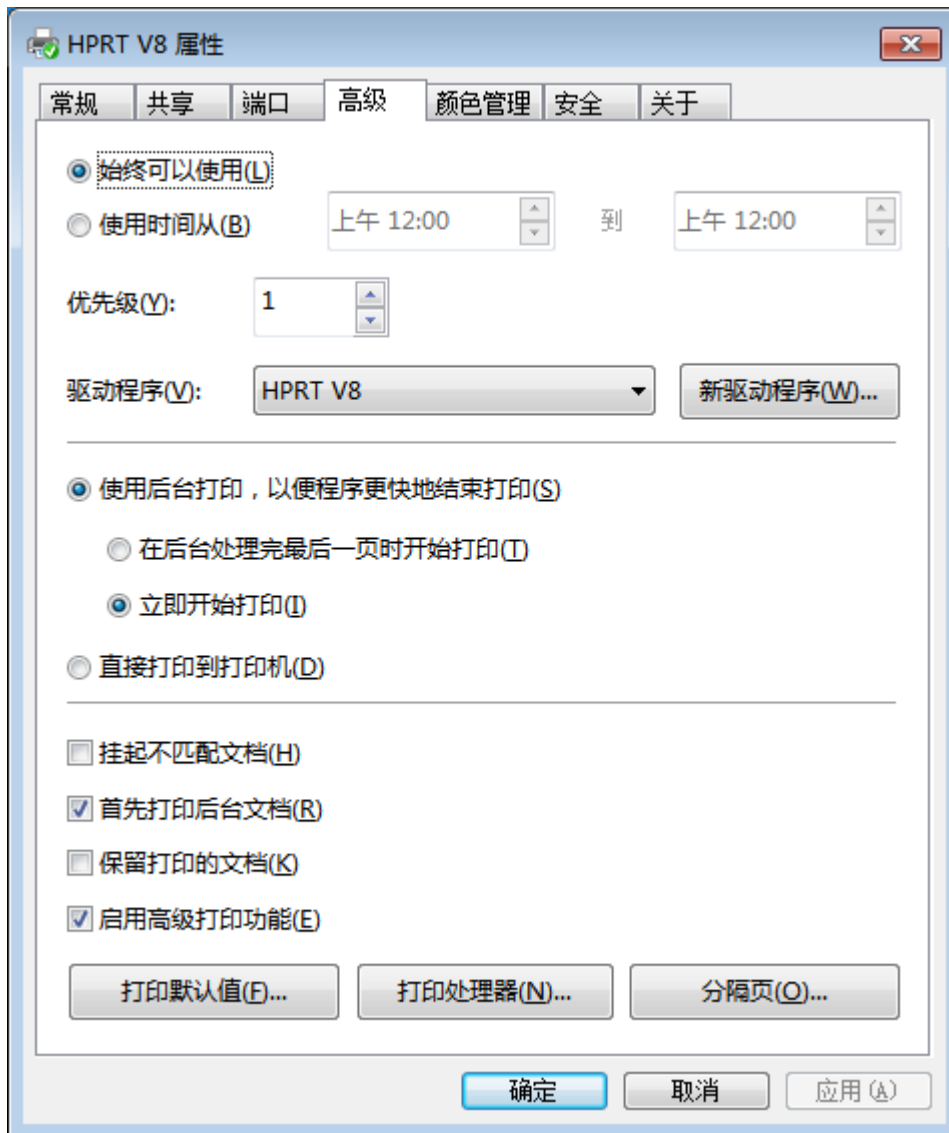 HPRT V8 属性
常规 共享 端口 高级 颜色管理 安全 关于
始终可以使用(L)
使用时间从(B) 上午 12:00 到 上午 12:00
优先级(Y): 1
驱动程序(V): HPRT V8 新驱动程序(W)...
使用后台打印，以便程序更快地结束打印(S)
在后台处理完最后一页时开始打印(T)
立即开始打印(I)
直接打印到打印机(D)
挂起不匹配文档(H)
首先打印后台文档(R)
保留打印的文档(K)
启用高级打印功能(E)
打印默认值(F)... 打印处理器(N)... 分隔页(O)...
确定 取消 应用(A)